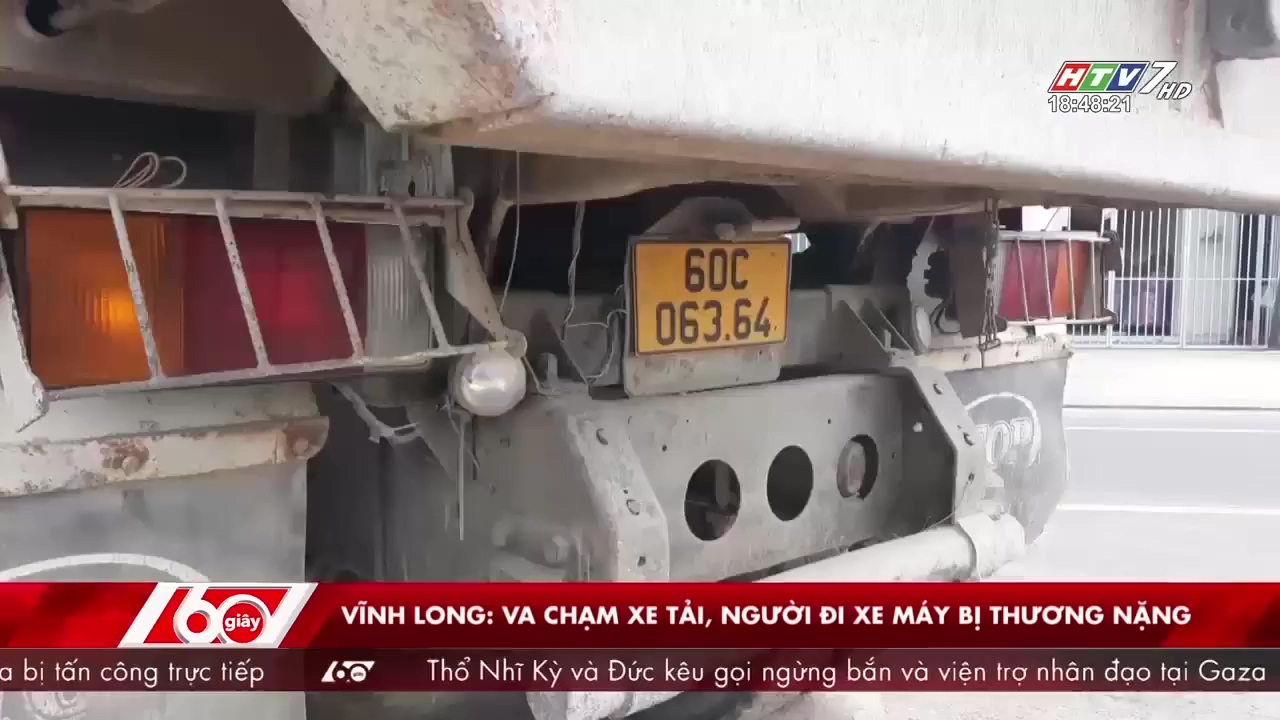 HTV7 HD
18:48:21
60C
063.64
60 giây
VĨNH LONG: VA CHẠM XE TẢI, NGƯỜI ĐI XE MÁY BỊ THƯƠNG NẶNG
a bị tấn công trực tiếp 60 Thổ Nhĩ Kỳ và Đức kêu gọi ngừng bắn và viện trợ nhân đạo tại Gaza